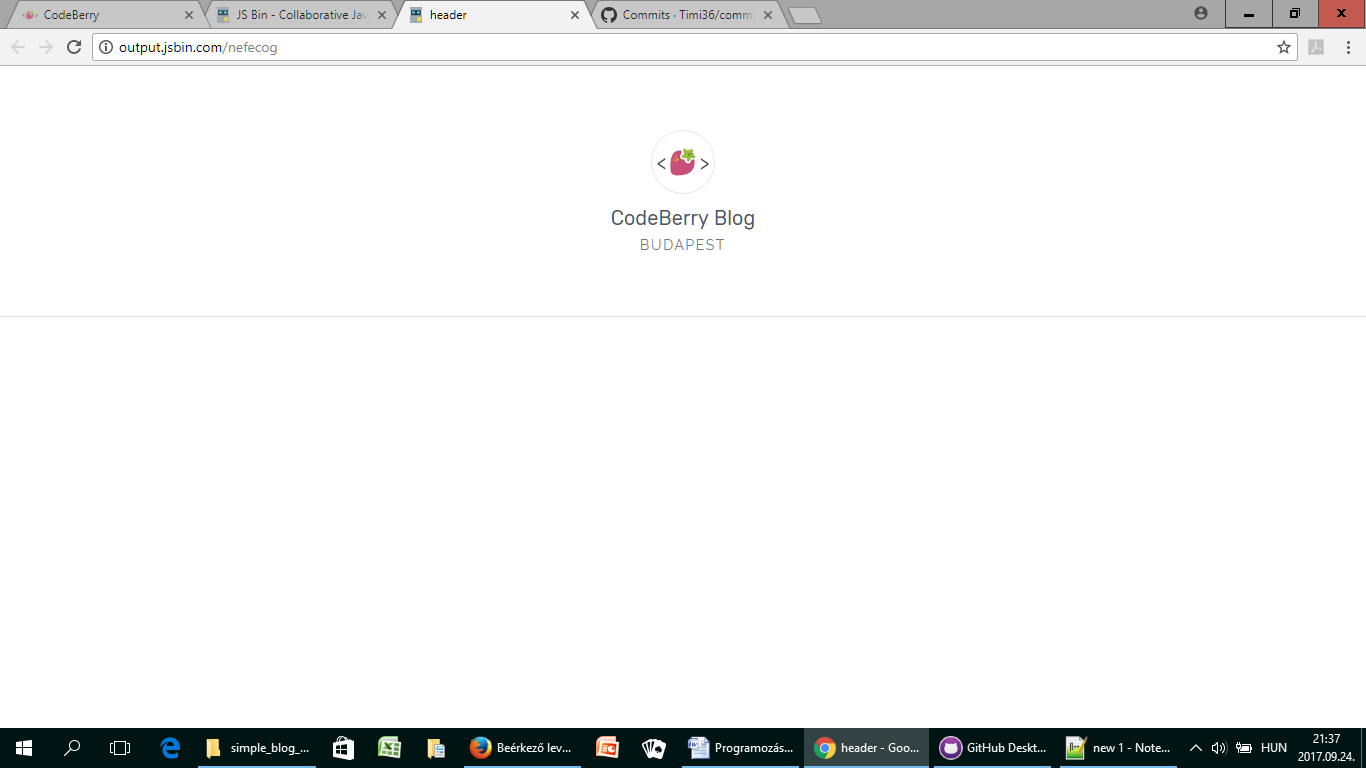 CodeBerry
JS Bin - Collaborative Jav
header
Commits · Timi36/comm
output.jsbin.com/nefecog
< >
CodeBerry Blog
BUDAPEST
simple_blog_...
Beérkező lev...
Programozás...
header - Goo...
GitHub Deskt...
new 1 - Note...
HUN
21:37
2017.09.24.